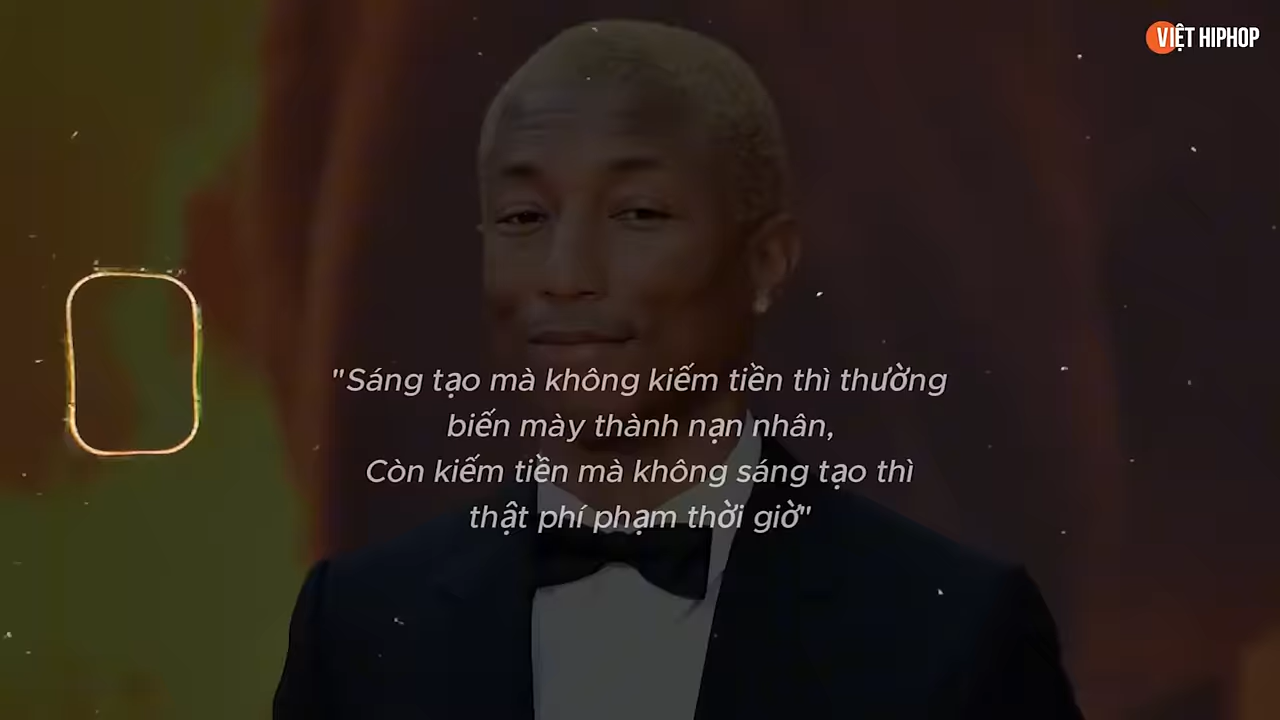 VIỆT HIPHOP
"Sáng tạo mà không kiếm tiền thì thường
biến mày thành nạn nhân,
Còn kiếm tiền mà không sáng tạo thì
thật phí phạm thời giờ"